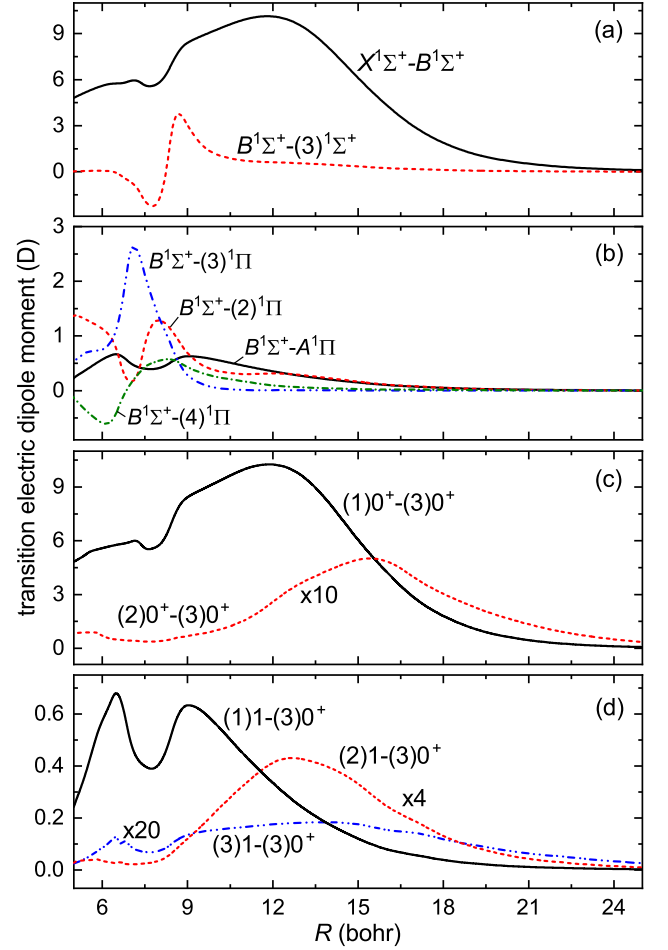 transition electric dipole moment (D)
(a)
X¹Σ⁺-B¹Σ⁺
B¹Σ⁺-(3)¹Σ⁺
9
6
3
0
(b)
B¹Σ⁺-(3)¹Π
B¹Σ⁺-(2)¹Π
B¹Σ⁺-A¹Π
B¹Σ⁺-(4)¹Π
3
2
1
0
(c)
(1)0⁺-(3)0⁺
x10
(2)0⁺-(3)0⁺
9
6
3
0
(d)
(1)1-(3)0⁺
(2)1-(3)0⁺
x4
x20
(3)1-(3)0⁺
0.6
0.4
0.2
0.0
6 9 12 15 18 21 24
R (bohr)